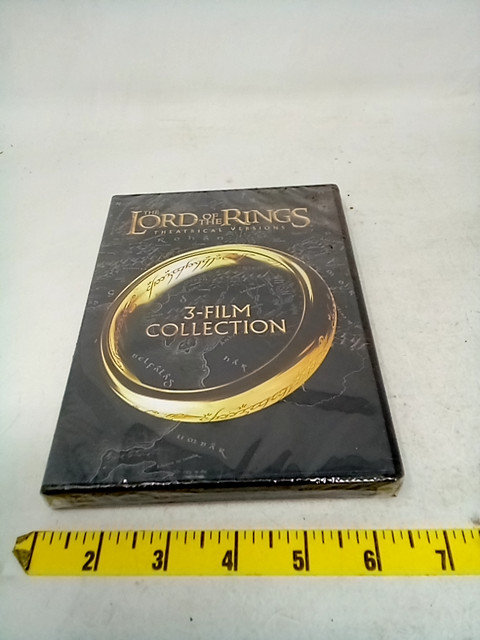 THE LORD OF THE RINGS
THEATRICAL VERSIONS
3-FILM
COLLECTION
2 3 4 5 6 7